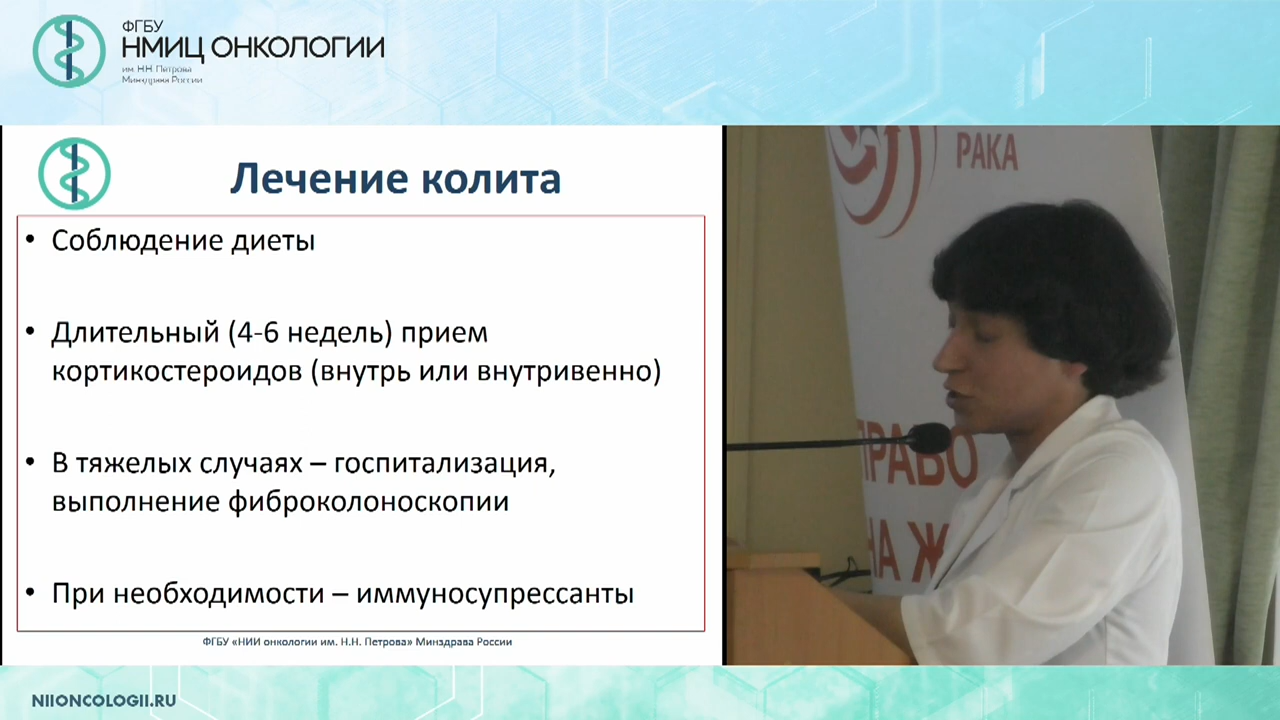 ФГБУ
НМИЦ ОНКОЛОГИИ
им. Н.Н. Петрова
Минздрава России
Лечение колита
• Соблюдение диеты
• Длительный (4-6 недель) прием
кортикостероидов (внутрь или внутривенно)
• В тяжелых случаях – госпитализация,
выполнение фиброколоноскопии
• При необходимости – иммуносупрессанты
ФГБУ «НИИ онкологии им. Н.Н. Петрова» Минздрава России
РАКА
ПРАВО
НА Ж
NIIONCOLOGII.RU